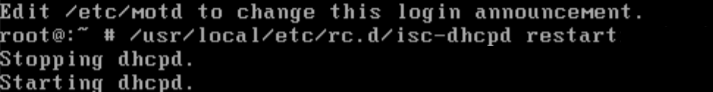 Edit /etc/motd to change this login announcement.
root@:~ # /usr/local/etc/rc.d/isc-dhcpd restart
Stopping dhcpd.
Starting dhcpd.